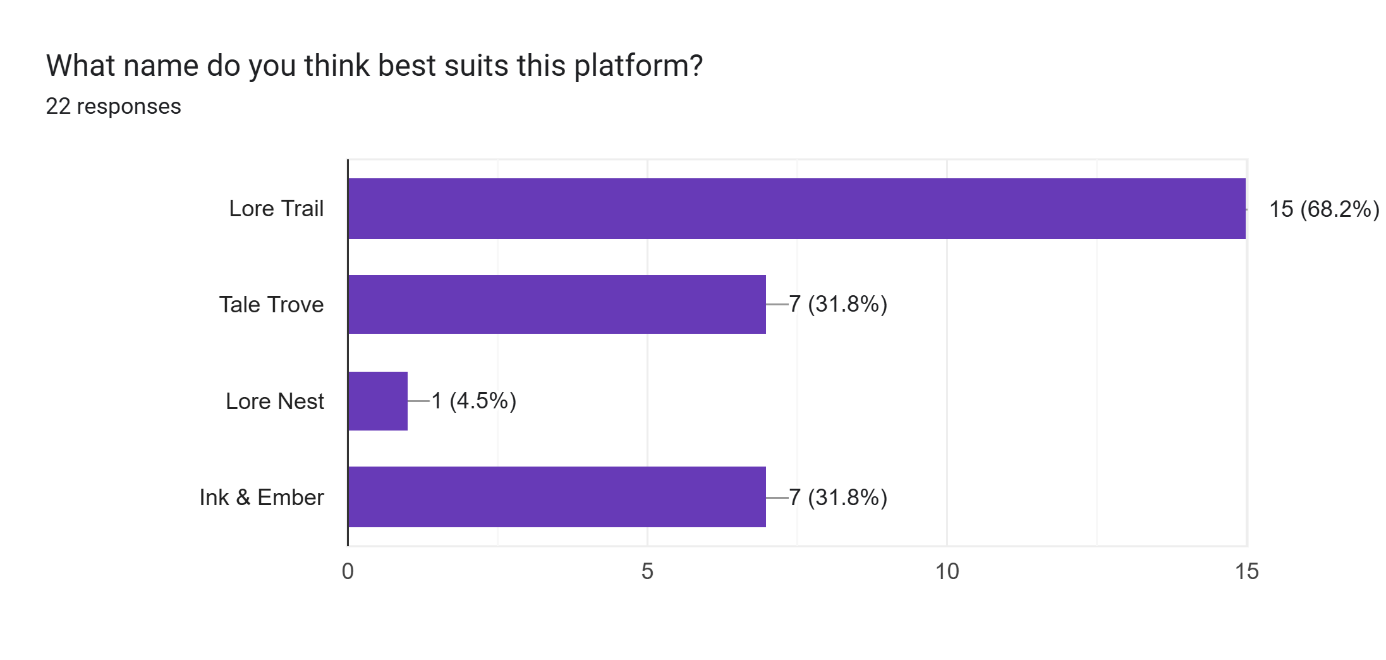 What name do you think best suits this platform?
22 responses
Lore Trail
15 (68.2%)
Tale Trove
7 (31.8%)
Lore Nest
1 (4.5%)
Ink & Ember
7 (31.8%)
0 5 10 15